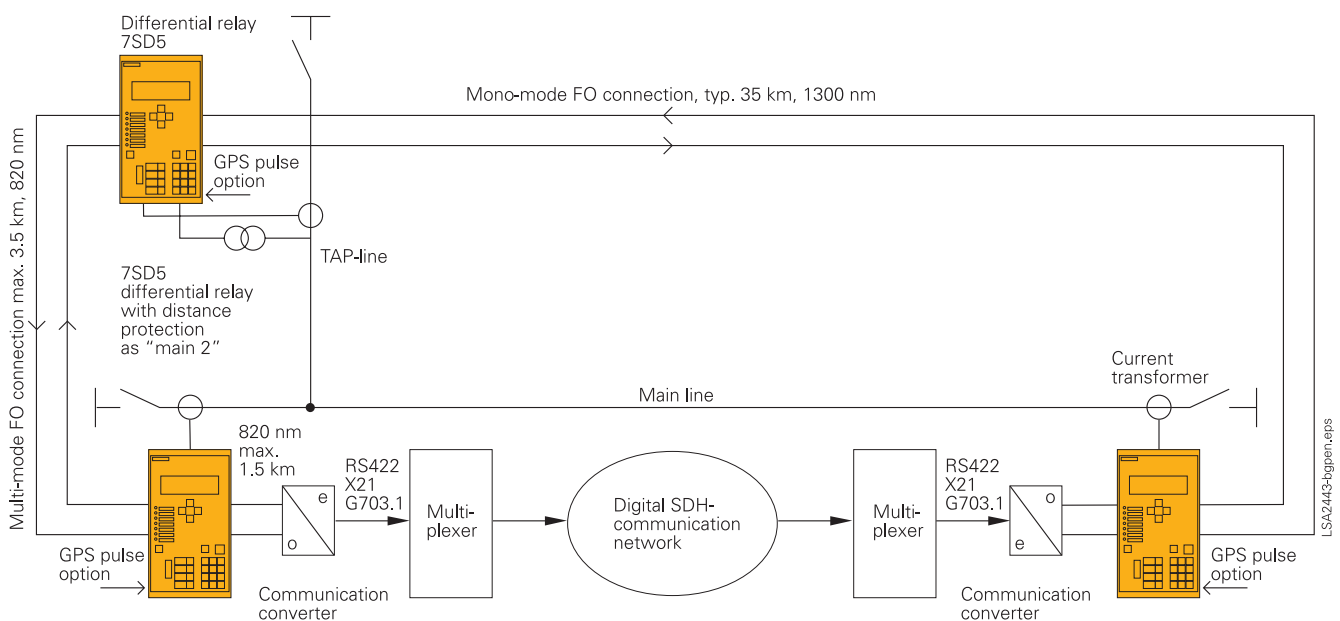 Differential relay
7SD5
Mono-mode FO connection, typ. 35 km, 1300 nm
Multi-mode FO connection max. 3.5 km, 820 nm
GPS pulse
option
TAP-line
7SD5
differential relay
with distance
protection
as “main 2”
Main line
Current
transformer
820 nm
max.
1.5 km
RS422
X21
G703.1
e
o
Multi-
plexer
Digital SDH-
communication
network
Multi-
plexer
RS422
X21
G703.1
o
e
GPS pulse
option
Communication
converter
Communication
converter
GPS pulse
option
LSA2443-bgpen.eps